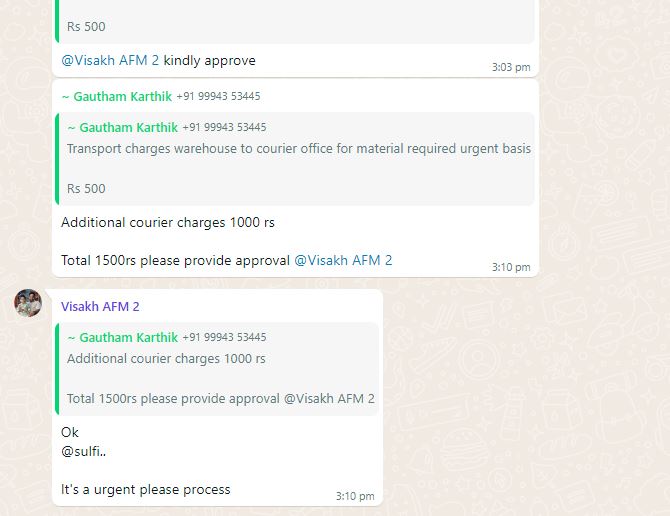 Rs 500
@Visakh AFM 2 kindly approve
3:03 pm
~ Gautham Karthik +91 99943 53445
~ Gautham Karthik +91 99943 53445
Transport charges warehouse to courier office for material required urgent basis
Rs 500
Additional courier charges 1000 rs
Total 1500rs please provide approval @Visakh AFM 2
3:10 pm
Visakh AFM 2
~ Gautham Karthik +91 99943 53445
Additional courier charges 1000 rs
Total 1500rs please provide approval @Visakh AFM 2
Ok
@sulfi..
It's a urgent please process
3:10 pm